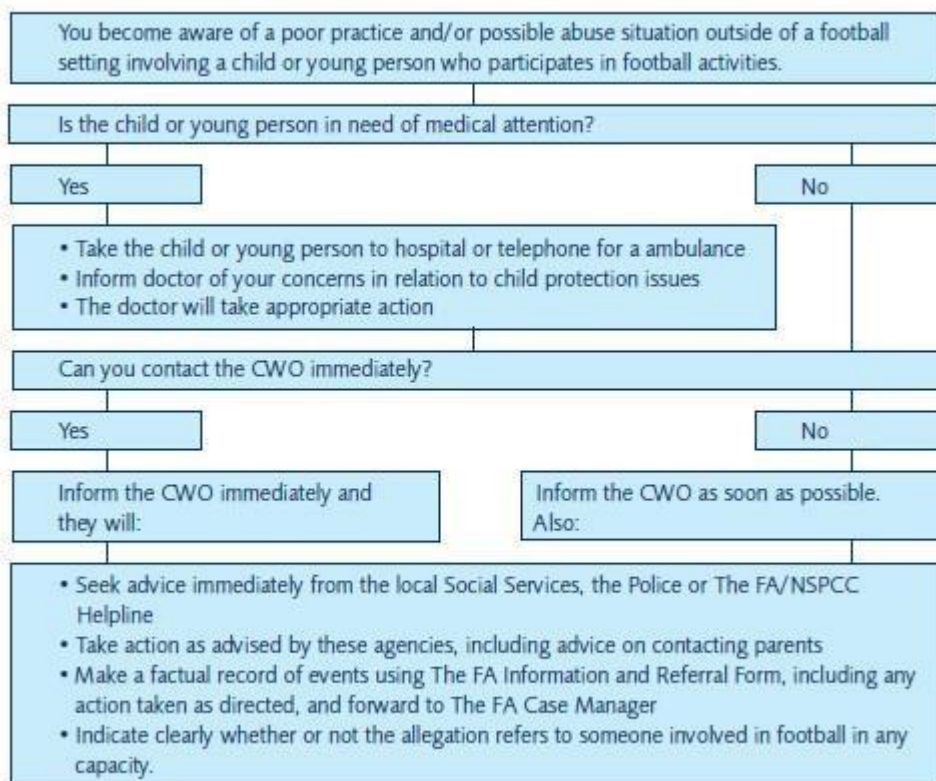 You become aware of a poor practice and/or possible abuse situation outside of a football
setting involving a child or young person who participates in football activities.
Is the child or young person in need of medical attention?
Yes
No
• Take the child or young person to hospital or telephone for a ambulance
• Inform doctor of your concerns in relation to child protection issues
• The doctor will take appropriate action
Can you contact the CWO immediately?
Yes
No
Inform the CWO immediately and
they will:
Inform the CWO as soon as possible.
Also:
• Seek advice immediately from the local Social Services, the Police or The FA/NSPCC
Helpline
• Take action as advised by these agencies, including advice on contacting parents
• Make a factual record of events using The FA Information and Referral Form, including any
action taken as directed, and forward to The FA Case Manager
• Indicate clearly whether or not the allegation refers to someone involved in football in any
capacity.